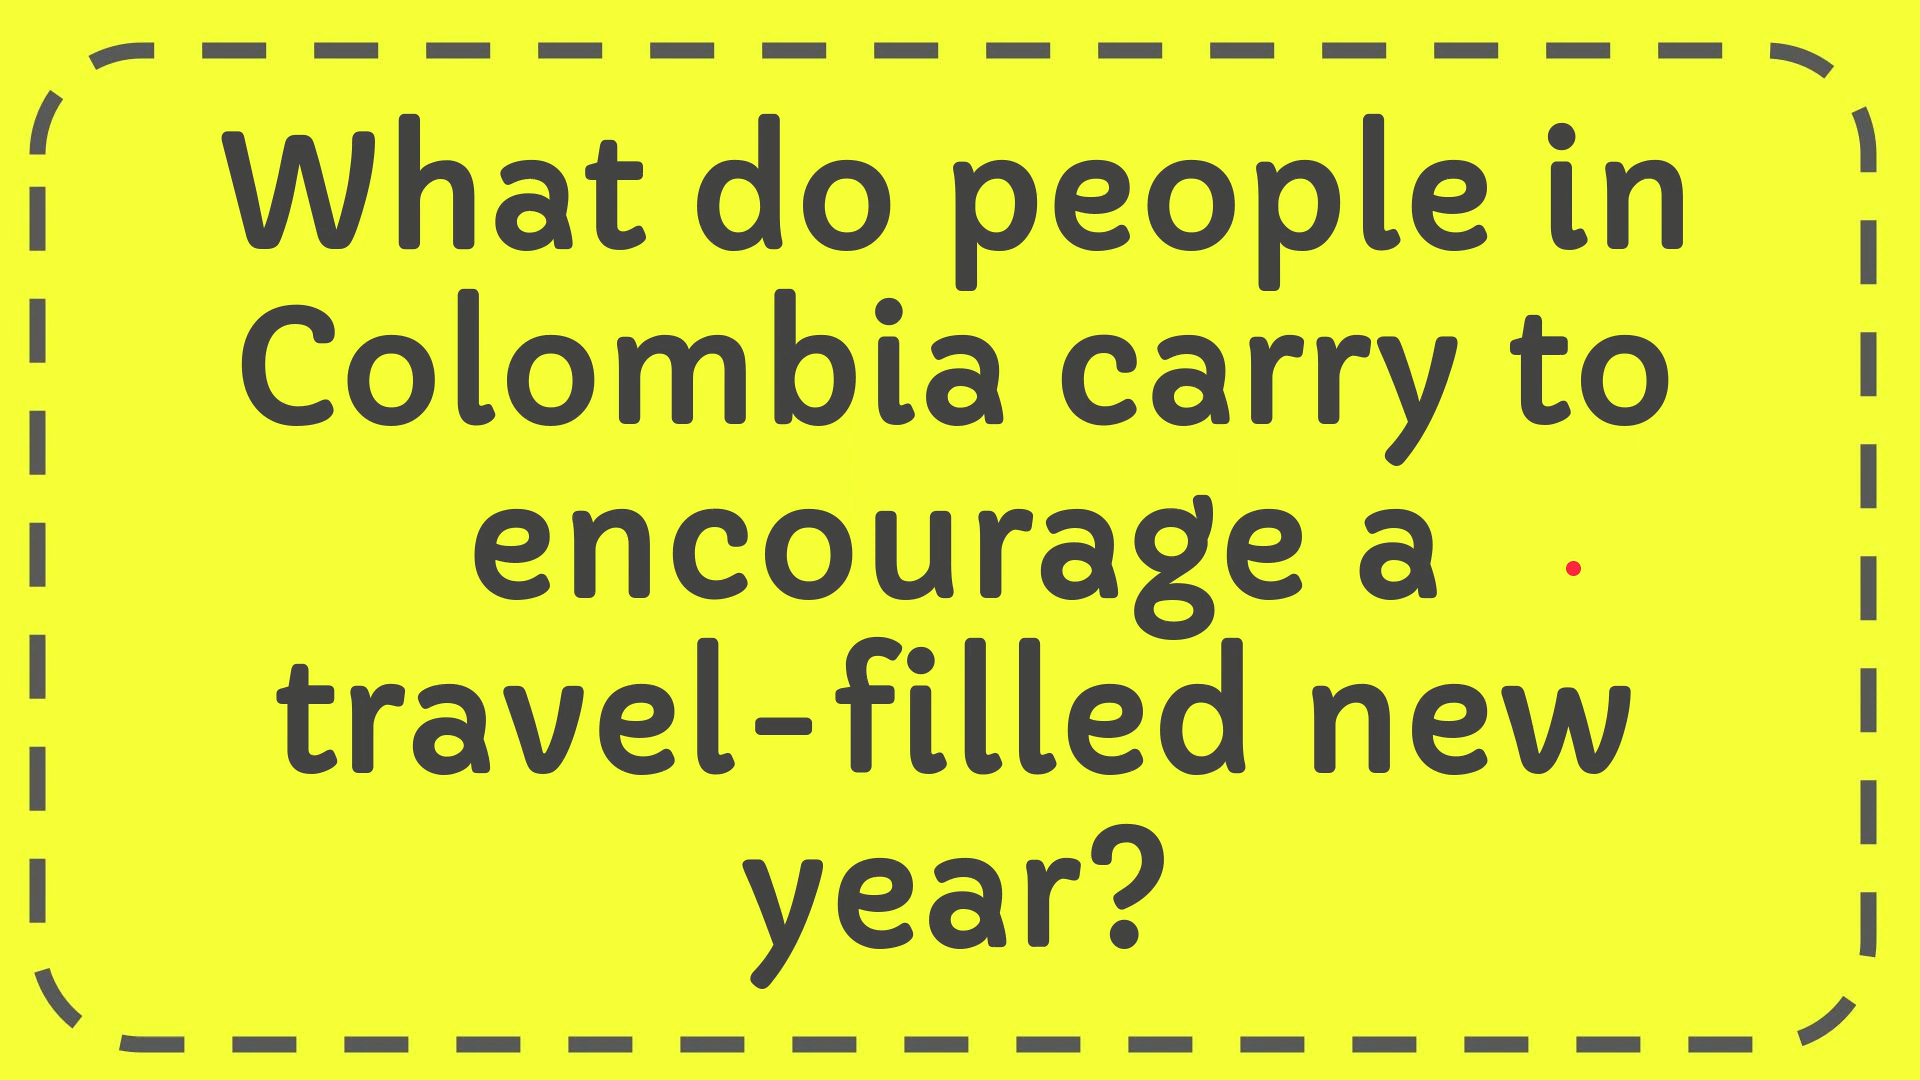 What do people in
Colombia carry to
encourage a
travel-filled new
year?